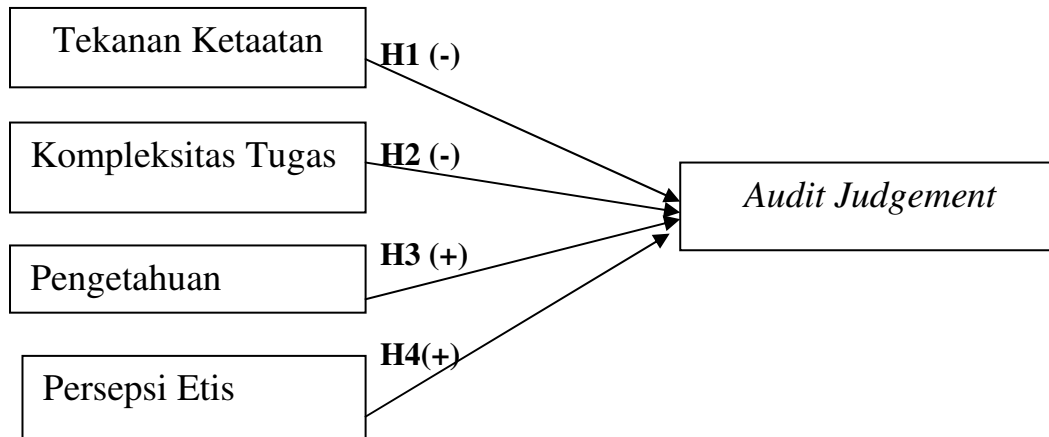 Tekanan Ketaatan
H1 (-)
Kompleksitas Tugas
H2 (-)
Audit Judgement
Pengetahuan
H3 (+)
Persepsi Etis
H4(+)